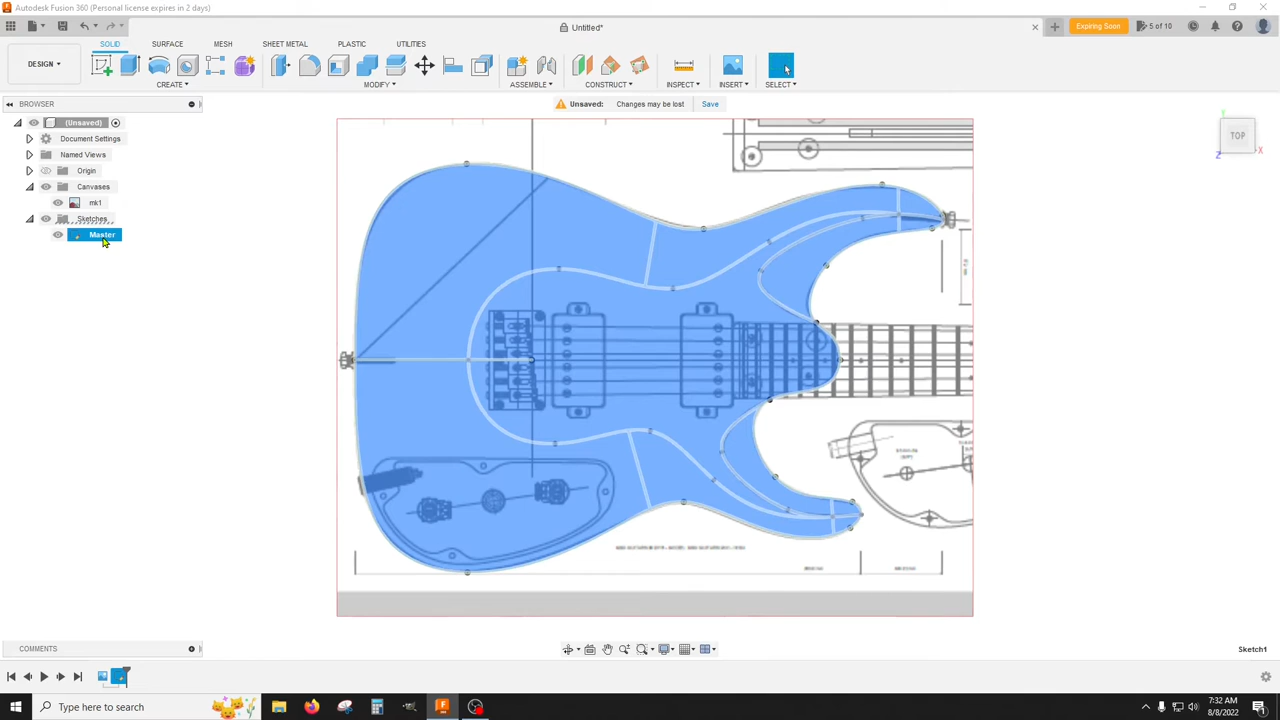 Autodesk Fusion 360 (Personal license expires in 2 days)
Untitled*
Expiring Soon
5 of 10
DESIGN
SOLID
SURFACE
MESH
SHEET METAL
PLASTIC
UTILITIES
CREATE
MODIFY
ASSEMBLE
CONSTRUCT
INSPECT
INSERT
SELECT
BROWSER
Unsaved: Changes may be lost
Save
(Unsaved)
Document Settings
Named Views
Origin
Canvases
mk1
Sketches
Master
TOP
X
Y
Z
COMMENTS
Sketch1
Type here to search
7:32 AM
8/8/2022